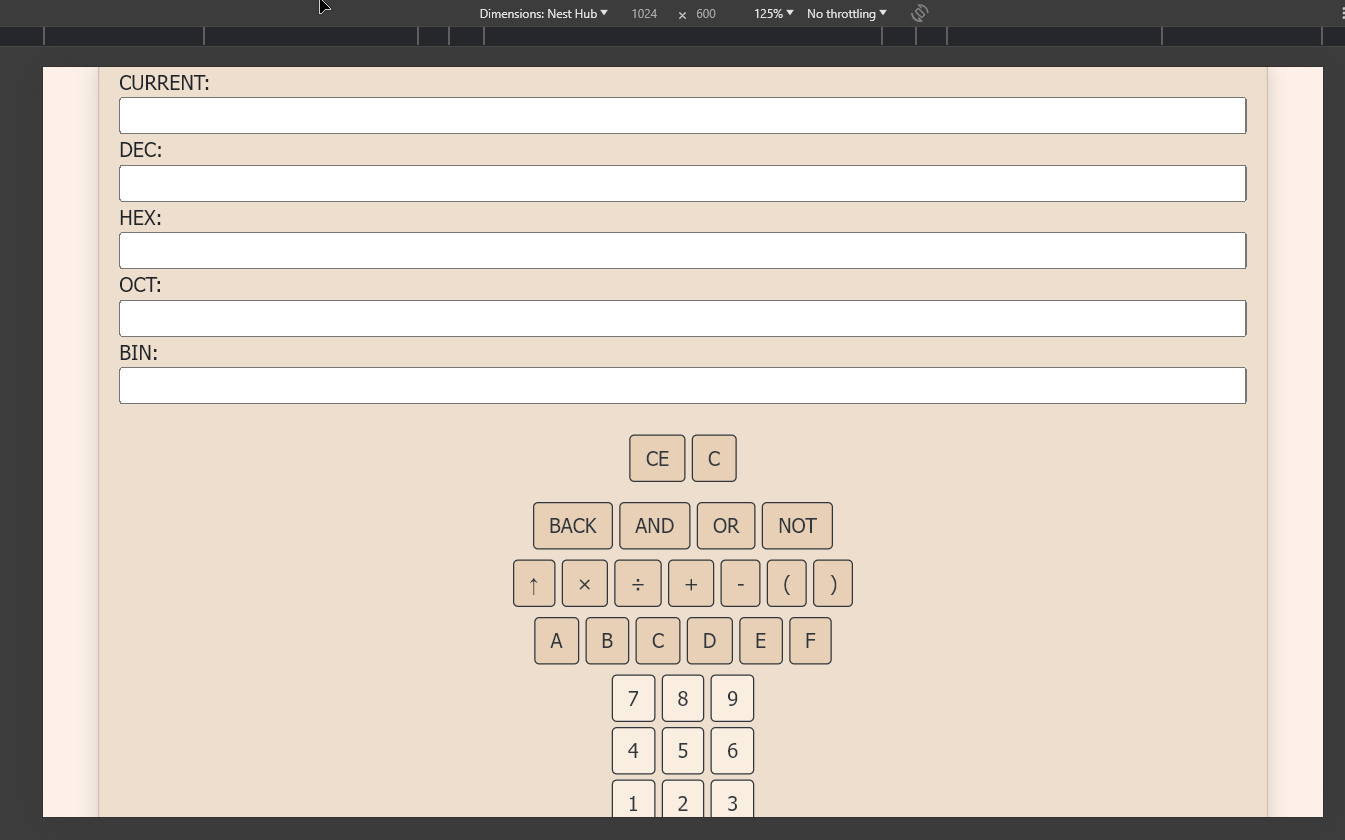 Dimensions: Nest Hub 1024 × 600 125% No throttling
CURRENT:
DEC:
HEX:
OCT:
BIN:
CE C
BACK AND OR NOT
↑ × ÷ + - ( )
A B C D E F
7 8 9
4 5 6
1 2 3